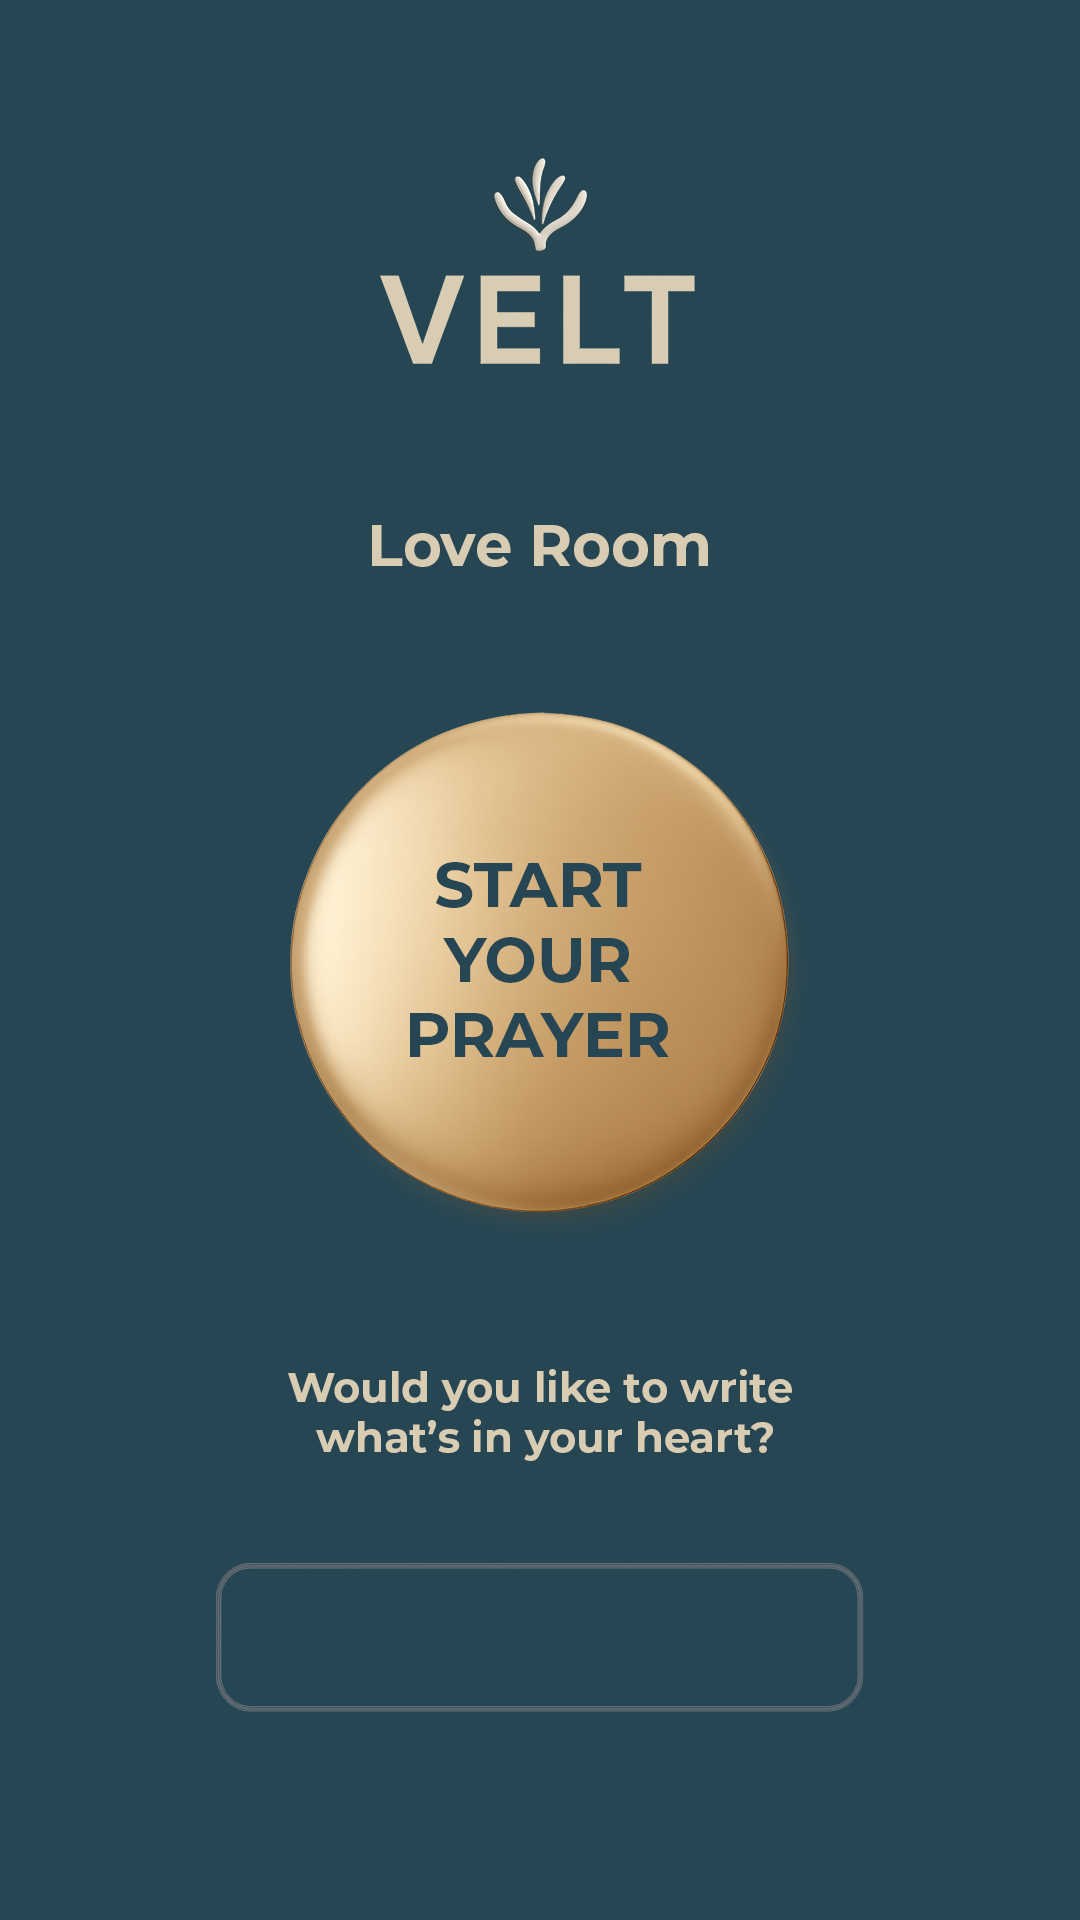 VELT
Love Room
START
YOUR
PRAYER
Would you like to write
what’s in your heart?